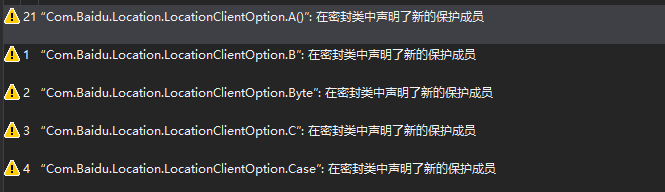 21 “Com.Baidu.Location.LocationClientOption.A()”: 在密封类中声明了新的保护成员
1 “Com.Baidu.Location.LocationClientOption.B”: 在密封类中声明了新的保护成员
2 “Com.Baidu.Location.LocationClientOption.Byte”: 在密封类中声明了新的保护成员
3 “Com.Baidu.Location.LocationClientOption.C”: 在密封类中声明了新的保护成员
4 “Com.Baidu.Location.LocationClientOption.Case”: 在密封类中声明了新的保护成员